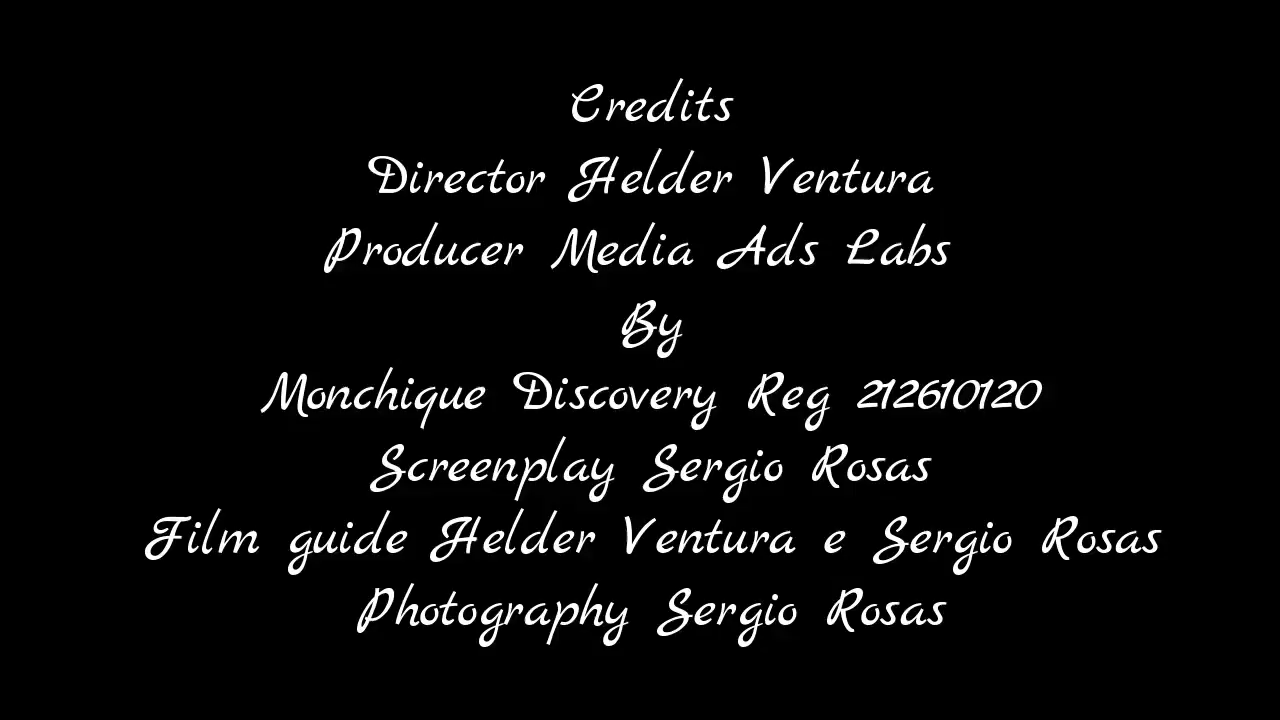 Credits
Director Helder Ventura
Producer Media Ads Labs
By
Monchique Discovery Reg 212610120
Screenplay Sergio Rosas
Film guide Helder Ventura e Sergio Rosas
Photography Sergio Rosas